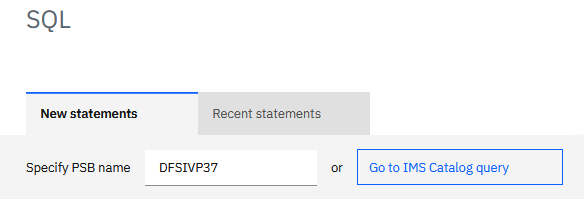 SQL
New statements
Recent statements
Specify PSB name DFSIVP37 or Go to IMS Catalog query